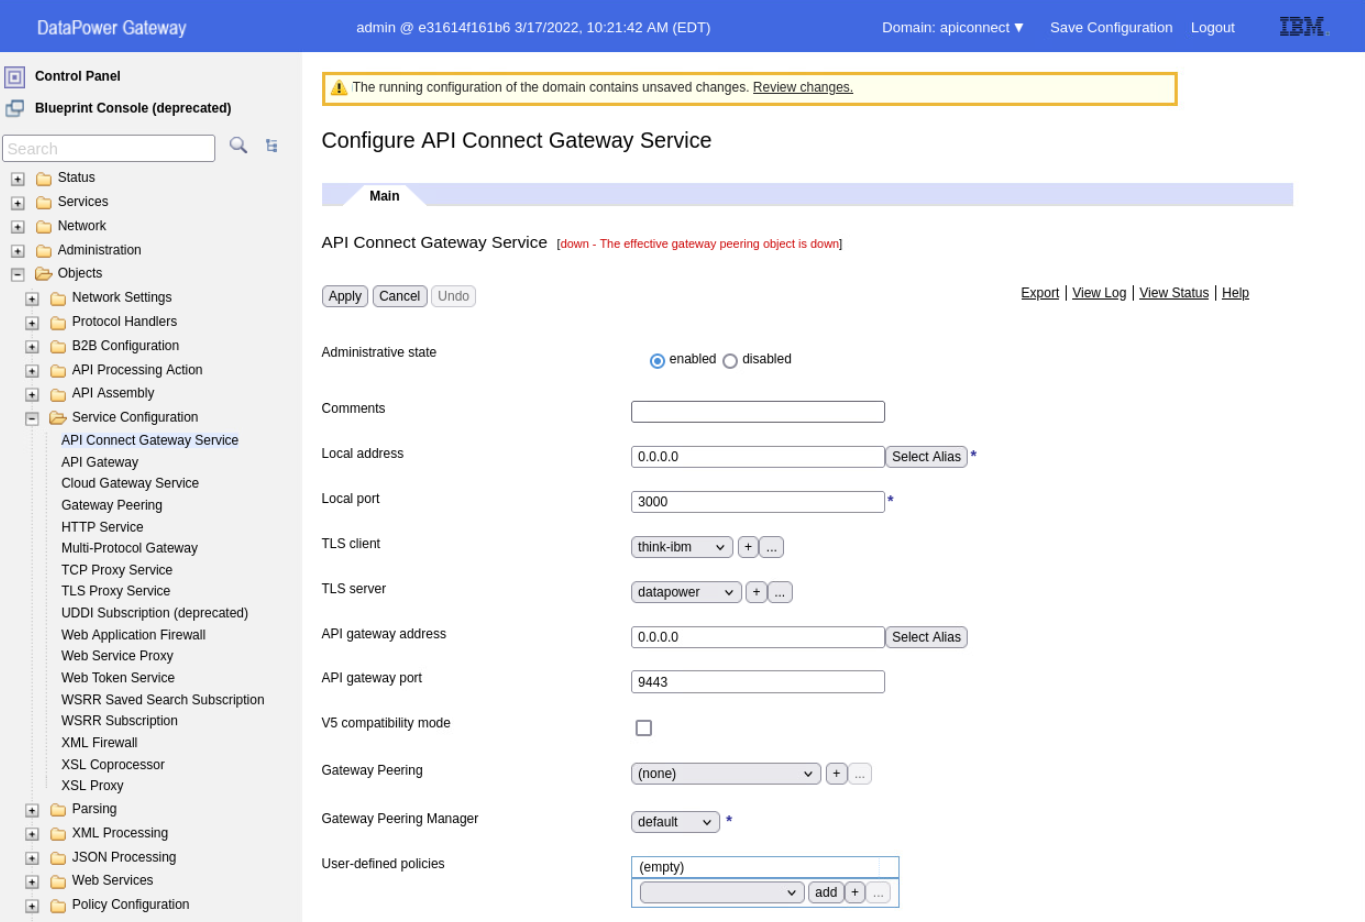 DataPower Gateway
admin @ e31614f161b6 3/17/2022, 10:21:42 AM (EDT)
Domain: apiconnect ▼
Save Configuration
Logout
IBM
Control Panel
Blueprint Console (deprecated)
Search
Status
Services
Network
Administration
Objects
Network Settings
Protocol Handlers
B2B Configuration
API Processing Action
API Assembly
Service Configuration
API Connect Gateway Service
API Gateway
Cloud Gateway Service
Gateway Peering
HTTP Service
Multi-Protocol Gateway
TCP Proxy Service
TLS Proxy Service
UDDI Subscription (deprecated)
Web Application Firewall
Web Service Proxy
Web Token Service
WSRR Saved Search Subscription
WSRR Subscription
XML Firewall
XSL Coprocessor
XSL Proxy
Parsing
XML Processing
JSON Processing
Web Services
Policy Configuration
The running configuration of the domain contains unsaved changes. Review changes.
Configure API Connect Gateway Service
Main
API Connect Gateway Service [down - The effective gateway peering object is down]
Apply Cancel Undo
Export | View Log | View Status | Help
Administrative state enabled disabled
Comments
Local address 0.0.0.0 Select Alias *
Local port 3000 *
TLS client think-ibm + ...
TLS server datapower + ...
API gateway address 0.0.0.0 Select Alias
API gateway port 9443
V5 compatibility mode
Gateway Peering (none) + ...
Gateway Peering Manager default *
User-defined policies (empty)
add + ...